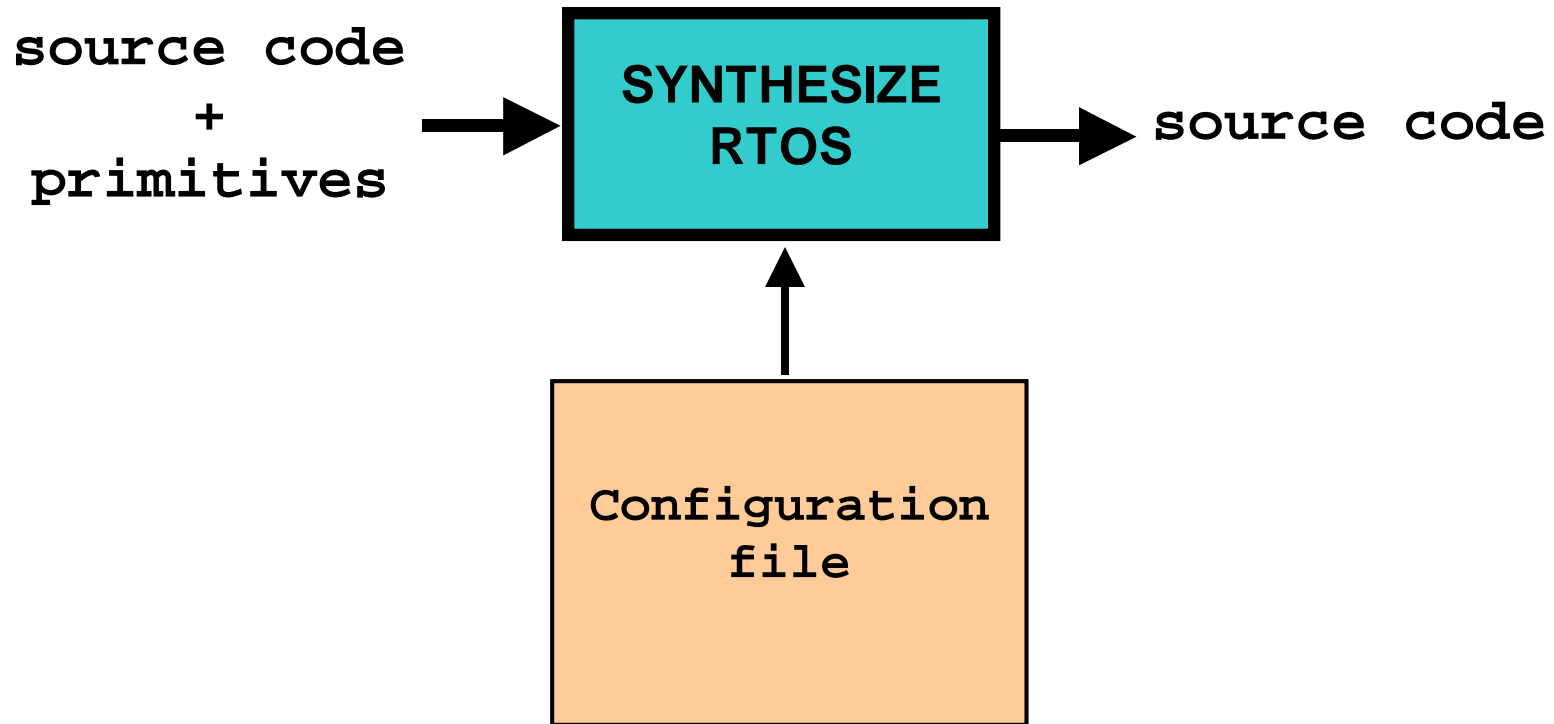 source code
+
primitives
SYNTHESIZE
RTOS
source code
Configuration
file